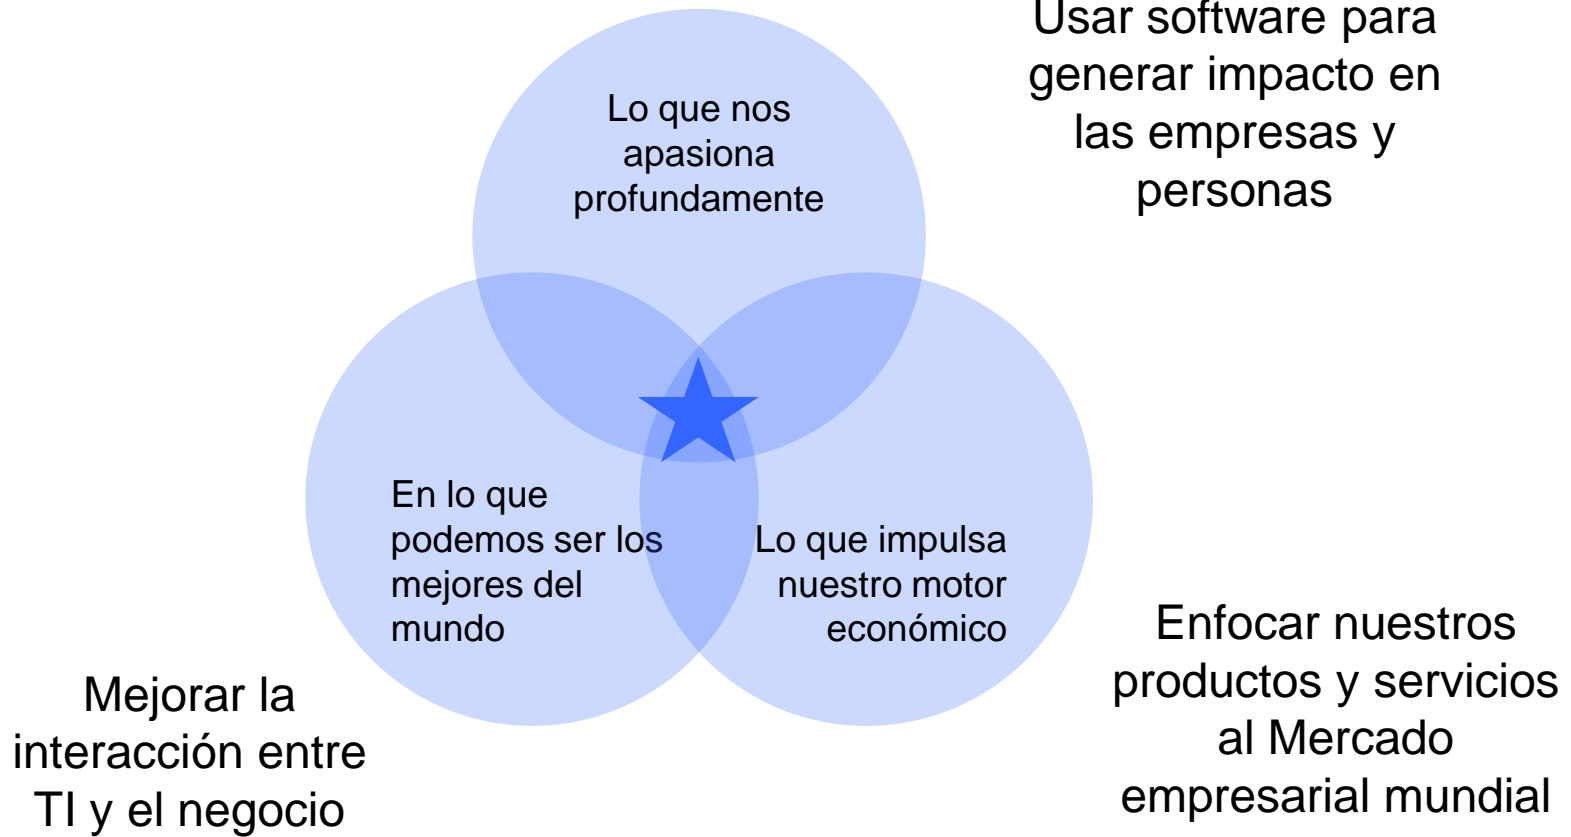 Usar software para
generar impacto en
las empresas y
personas
Lo que nos
apasiona
profundamente
En lo que
podemos ser los
mejores del
mundo
Lo que impulsa
nuestro motor
económico
Mejorar la
interacción entre
TI y el negocio
Enfocar nuestros
productos y servicios
al Mercado
empresarial mundial